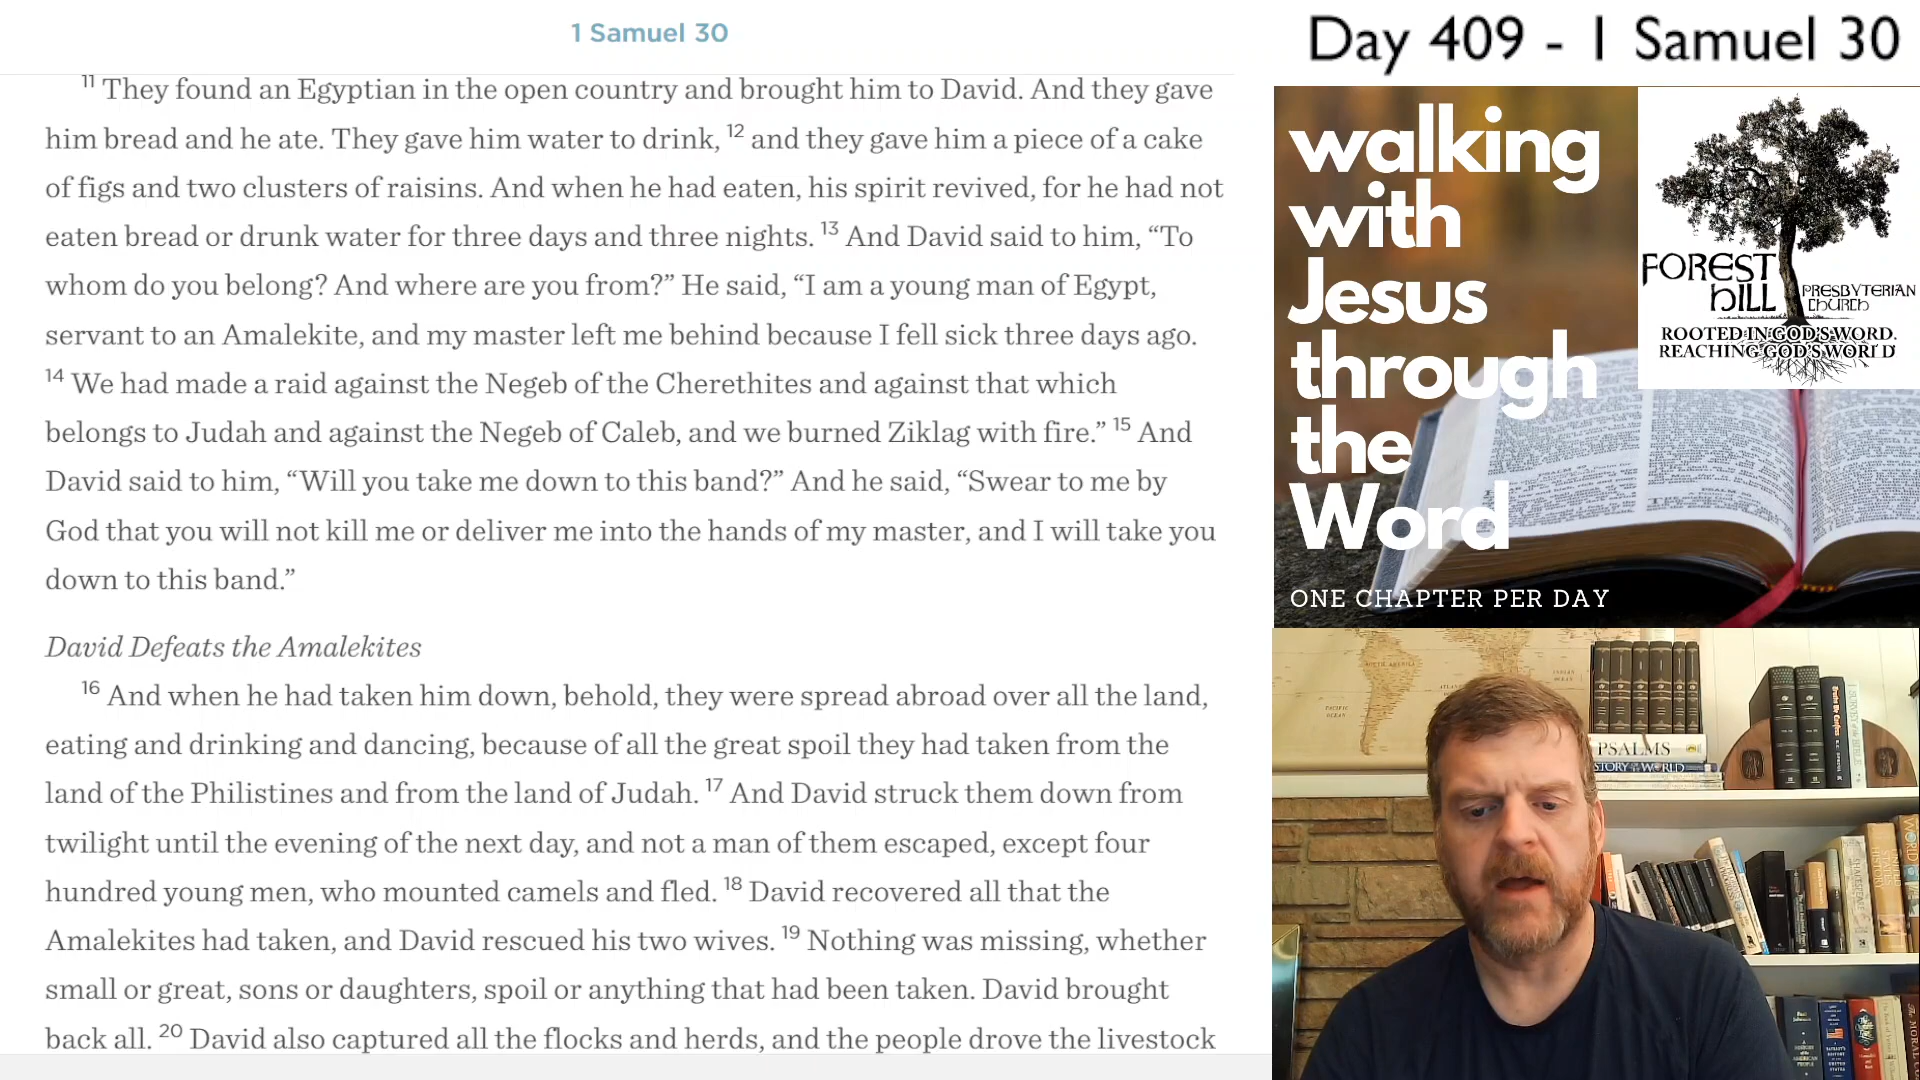 1 Samuel 30
11 They found an Egyptian in the open country and brought him to David. And they gave
him bread and he ate. They gave him water to drink, 12 and they gave him a piece of a cake
of figs and two clusters of raisins. And when he had eaten, his spirit revived, for he had not
eaten bread or drunk water for three days and three nights. 13 And David said to him, “To
whom do you belong? And where are you from?” He said, “I am a young man of Egypt,
servant to an Amalekite, and my master left me behind because I fell sick three days ago.
14 We had made a raid against the Negeb of the Cherethites and against that which
belongs to Judah and against the Negeb of Caleb, and we burned Ziklag with fire.” 15 And
David said to him, “Will you take me down to this band?” And he said, “Swear to me by
God that you will not kill me or deliver me into the hands of my master, and I will take you
down to this band.”
David Defeats the Amalekites
16 And when he had taken him down, behold, they were spread abroad over all the land,
eating and drinking and dancing, because of all the great spoil they had taken from the
land of the Philistines and from the land of Judah. 17 And David struck them down from
twilight until the evening of the next day, and not a man of them escaped, except four
hundred young men, who mounted camels and fled. 18 David recovered all that the
Amalekites had taken, and David rescued his two wives. 19 Nothing was missing, whether
small or great, sons or daughters, spoil or anything that had been taken. David brought
back all. 20 David also captured all the flocks and herds, and the people drove the livestock
Day 409 - 1 Samuel 30
walking
with
Jesus
through
the
Word
ONE CHAPTER PER DAY
FOREST
HILL
PRESBYTERIAN
CHURCH
ROOTED IN GOD'S WORD.
REACHING GOD'S WORLD
PSALMS